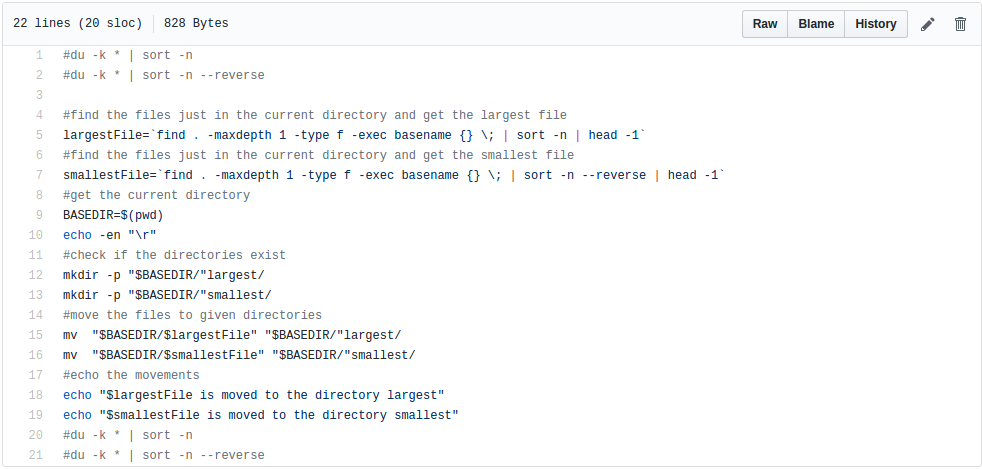 22 lines (20 sloc) 828 Bytes Raw Blame History
1 #du -k * | sort -n
2 #du -k * | sort -n --reverse
3
4 #find the files just in the current directory and get the largest file
5 largestFile=`find . -maxdepth 1 -type f -exec basename {} \; | sort -n | head -1`
6 #find the files just in the current directory and get the smallest file
7 smallestFile=`find . -maxdepth 1 -type f -exec basename {} \; | sort -n --reverse | head -1`
8 #get the current directory
9 BASEDIR=$(pwd)
10 echo -en "\r"
11 #check if the directories exist
12 mkdir -p "$BASEDIR/"largest/
13 mkdir -p "$BASEDIR/"smallest/
14 #move the files to given directories
15 mv  "$BASEDIR/$largestFile" "$BASEDIR/"largest/
16 mv  "$BASEDIR/$smallestFile" "$BASEDIR/"smallest/
17 #echo the movements
18 echo "$largestFile is moved to the directory largest"
19 echo "$smallestFile is moved to the directory smallest"
20 #du -k * | sort -n
21 #du -k * | sort -n --reverse